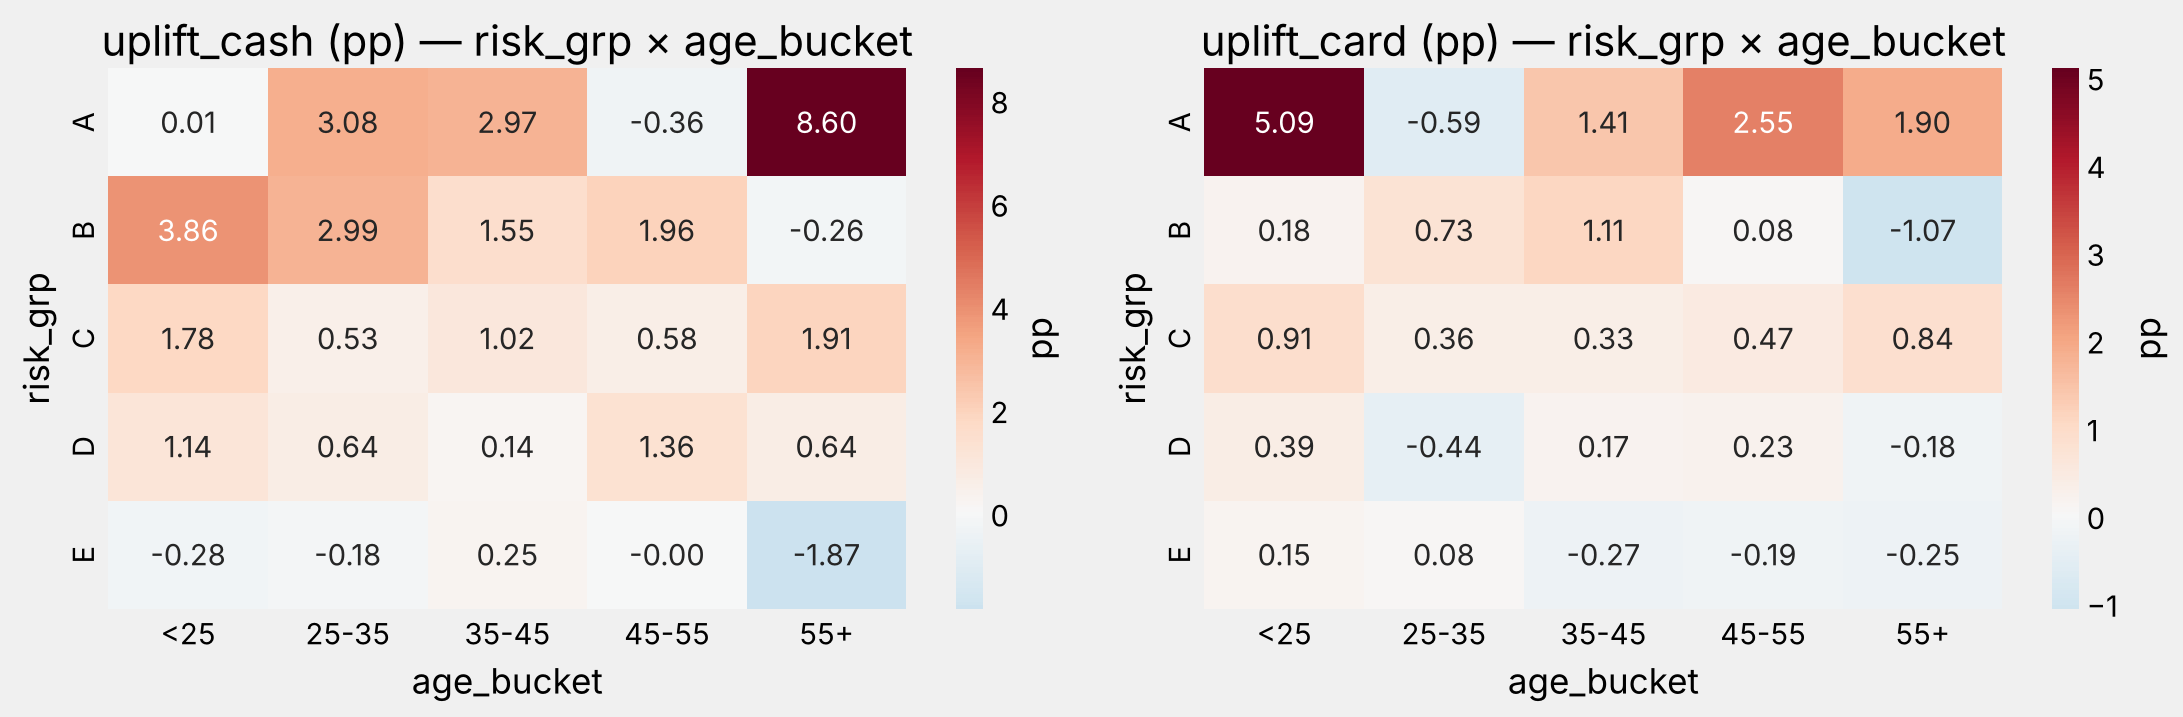 uplift_cash (pp) — risk_grp × age_bucket
risk_grp
A 0.01 3.08 2.97 -0.36 8.60
B 3.86 2.99 1.55 1.96 -0.26
C 1.78 0.53 1.02 0.58 1.91
D 1.14 0.64 0.14 1.36 0.64
E -0.28 -0.18 0.25 -0.00 -1.87
<25 25-35 35-45 45-55 55+
age_bucket
8
6
4
2
0
pp
uplift_card (pp) — risk_grp × age_bucket
risk_grp
A 5.09 -0.59 1.41 2.55 1.90
B 0.18 0.73 1.11 0.08 -1.07
C 0.91 0.36 0.33 0.47 0.84
D 0.39 -0.44 0.17 0.23 -0.18
E 0.15 0.08 -0.27 -0.19 -0.25
<25 25-35 35-45 45-55 55+
age_bucket
5
4
3
2
1
0
−1
pp